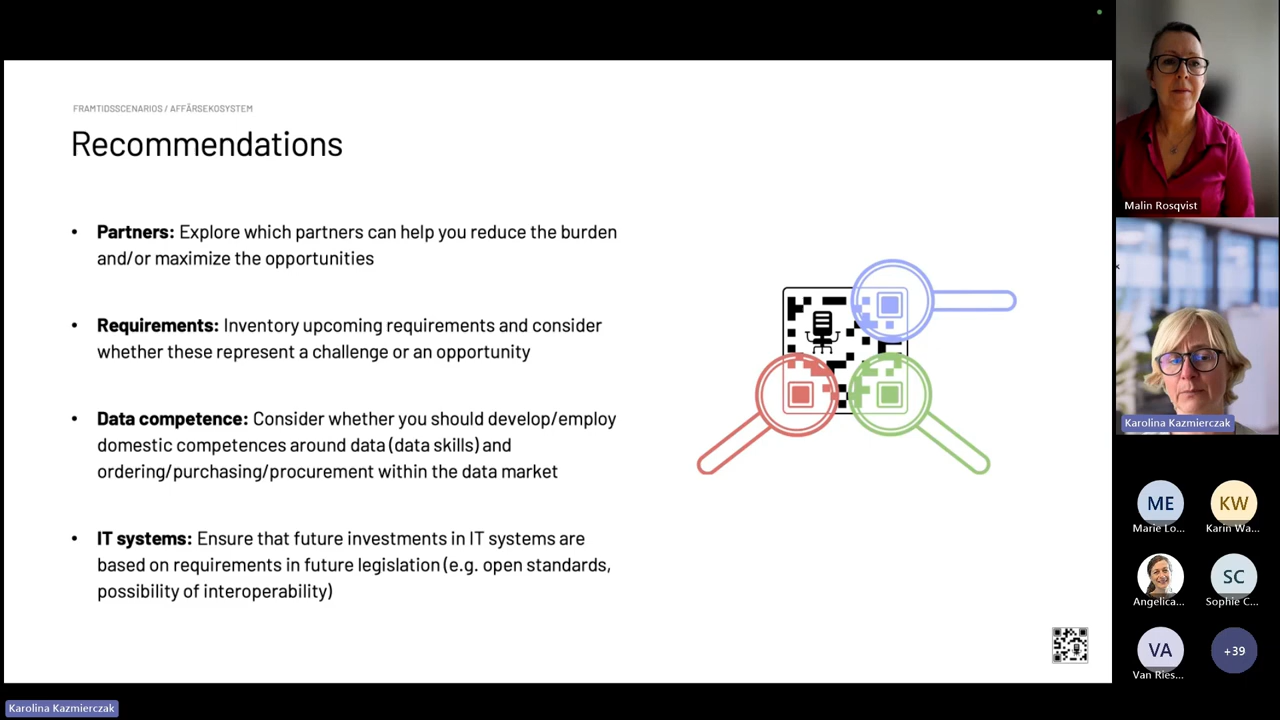 FRAMTIDSSCENARIOS / AFFÄRSEKOSYSTEM
Recommendations
• Partners: Explore which partners can help you reduce the burden
and/or maximize the opportunities
• Requirements: Inventory upcoming requirements and consider
whether these represent a challenge or an opportunity
• Data competence: Consider whether you should develop/employ
domestic competences around data (data skills) and
ordering/purchasing/procurement within the data market
• IT systems: Ensure that future investments in IT systems are
based on requirements in future legislation (e.g. open standards,
possibility of interoperability)
Malin Rosqvist
Karolina Kazmierczak
ME
KW
Marie Lo...
Karin Wa...
SC
Angelica...
Sophie C...
VA
+39
Van Ries...
Karolina Kazmierczak